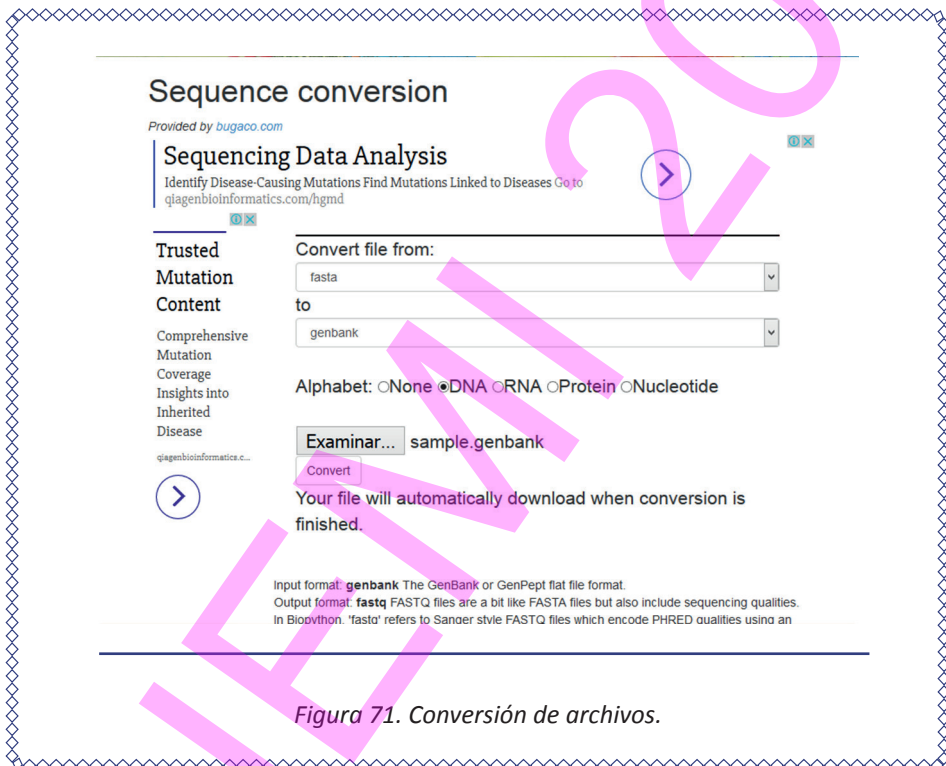 Sequence conversion
Provided by bugaco.com
Sequencing Data Analysis
Identify Disease-Causing Mutations Find Mutations Linked to Diseases Go to
qiagenbioinformatics.com/hgmd
Trusted
Mutation
Content
Comprehensive
Mutation
Coverage
Insights into
Inherited
Disease
qiagenbioinformatics.c...
Convert file from:
fasta
to
genbank
Alphabet: None DNA RNA Protein Nucleotide
Examinar... sample.genbank
Convert
Your file will automatically download when conversion is
finished.
Input format: genbank The GenBank or GenPept flat file format.
Output format: fastq FASTQ files are a bit like FASTA files but also include sequencing qualities.
In Biopython, 'fastq' refers to Sanger style FASTQ files which encode PHRED qualities using an
Figura 71. Conversión de archivos.